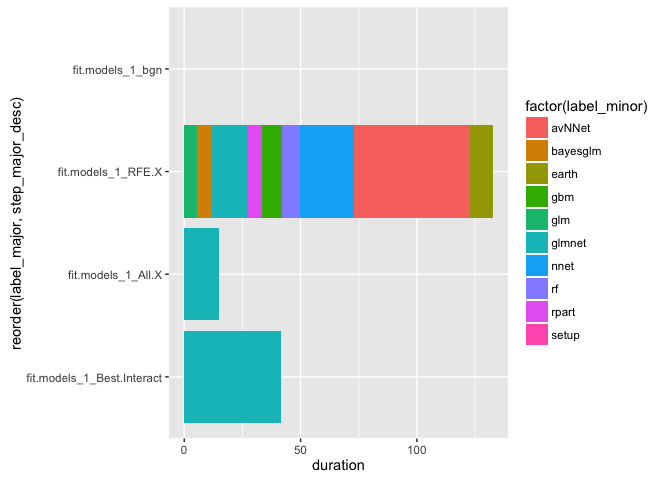 fit.models_1_bgn
fit.models_1_RFE.X
fit.models_1_All.X
fit.models_1_Best.Interact
reorder(label_major, step_major_desc)
0
50
100
duration
factor(label_minor)
avNNet
bayesglm
earth
gbm
glm
glmnet
nnet
rf
rpart
setup